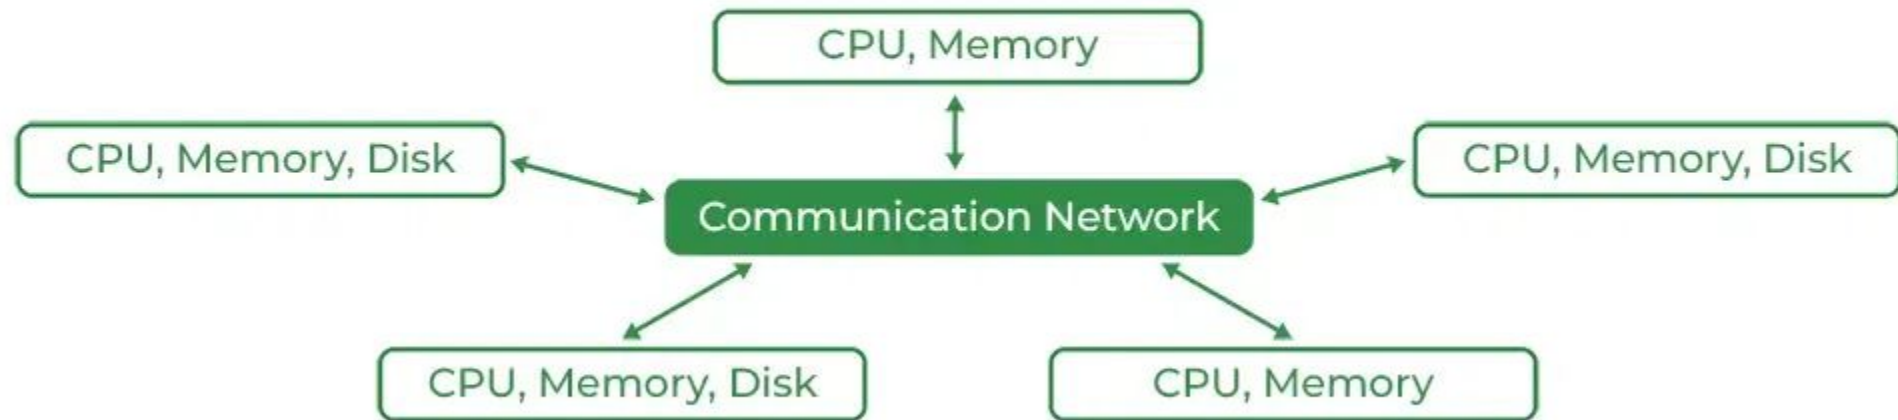 CPU, Memory
CPU, Memory, Disk
CPU, Memory, Disk
Communication Network
CPU, Memory, Disk
CPU, Memory